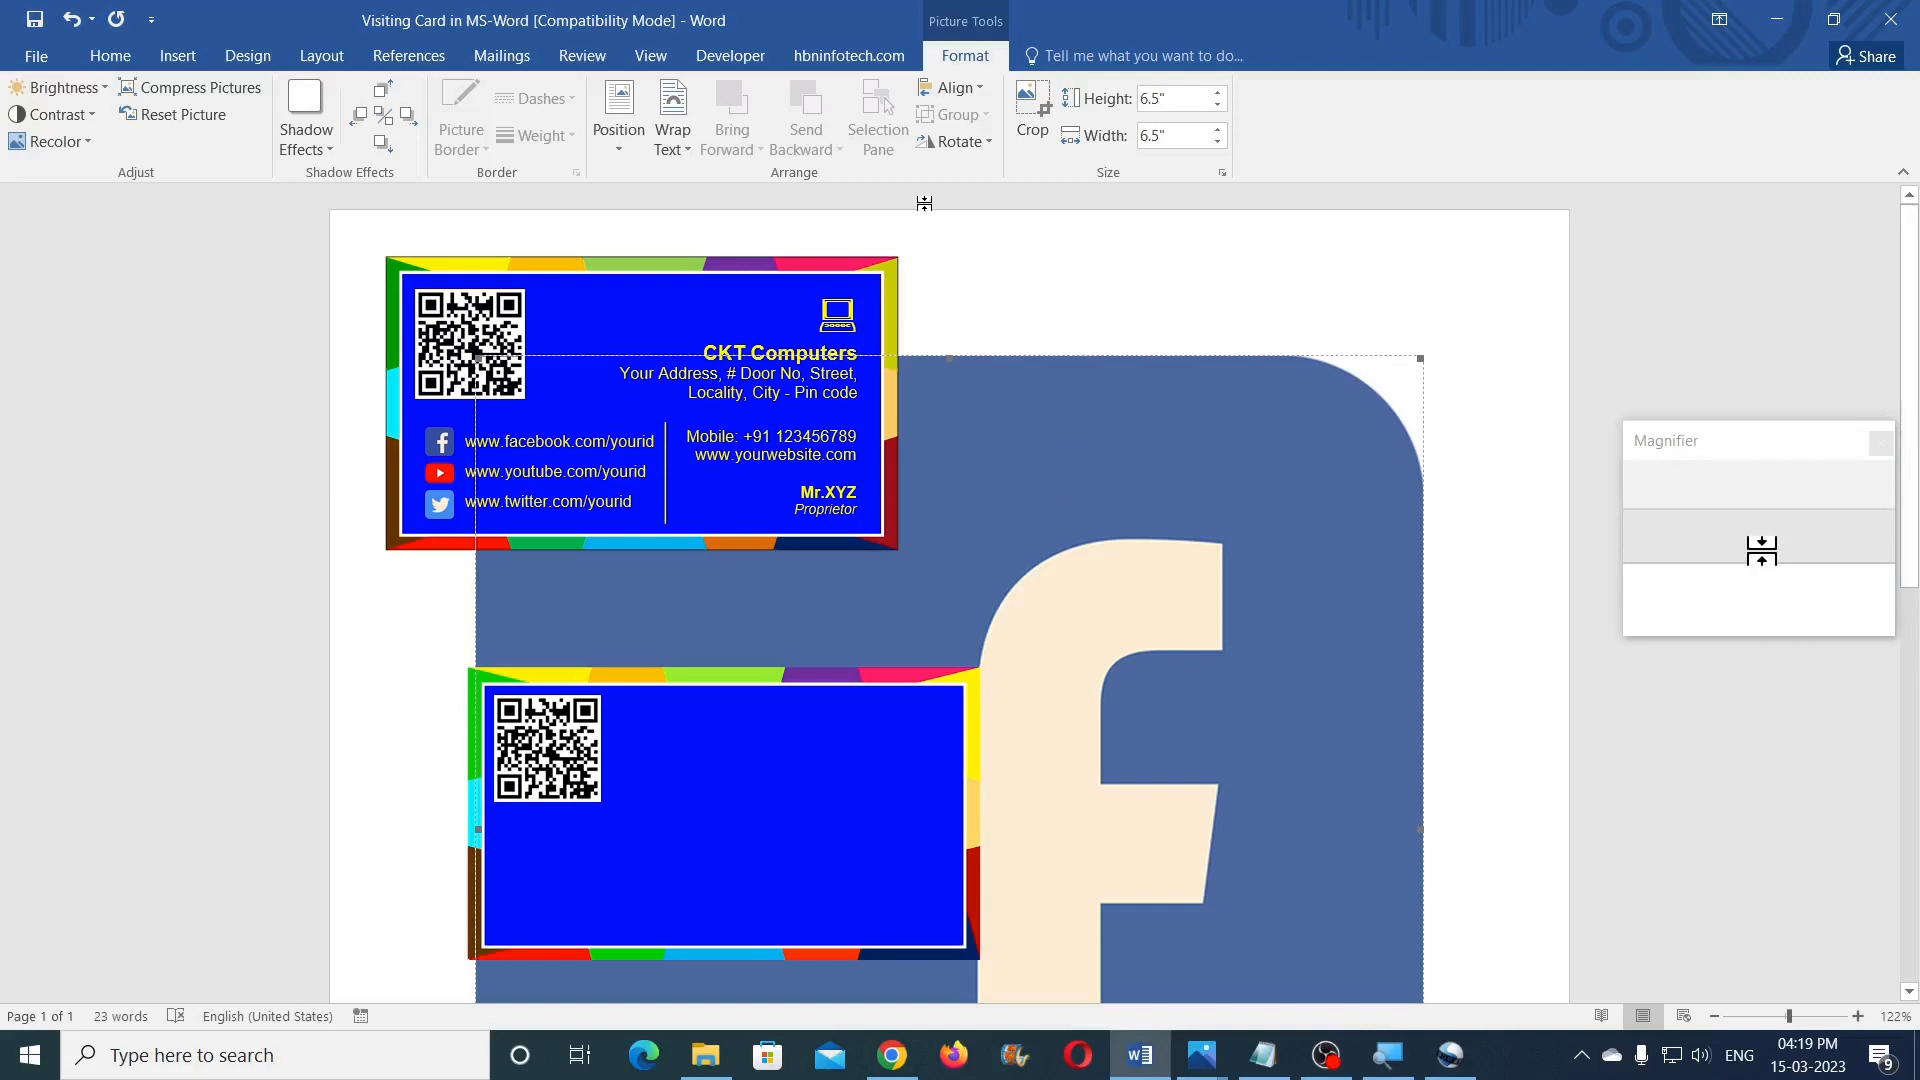 Visiting Card in MS-Word [Compatibility Mode] - Word
Picture Tools
File
Home
Insert
Design
Layout
References
Mailings
Review
View
Developer
hbninfotech.com
Format
Tell me what you want to do...
Share
Brightness
Contrast
Recolor
Compress Pictures
Reset Picture
Adjust
Shadow
Effects
Shadow Effects
Picture
Border
Dashes
Weight
Border
Position
Wrap
Text
Bring
Forward
Send
Backward
Selection
Pane
Align
Group
Rotate
Arrange
Crop
Height: 6.5"
Width: 6.5"
Size
CKT Computers
Your Address, # Door No, Street,
Locality, City - Pin code
www.facebook.com/yourid
www.youtube.com/yourid
www.twitter.com/yourid
Mobile: +91 123456789
www.yourwebsite.com
Mr.XYZ
Proprietor
Magnifier
Page 1 of 1
23 words
English (United States)
122%
Type here to search
ENG
04:19 PM
15-03-2023
9